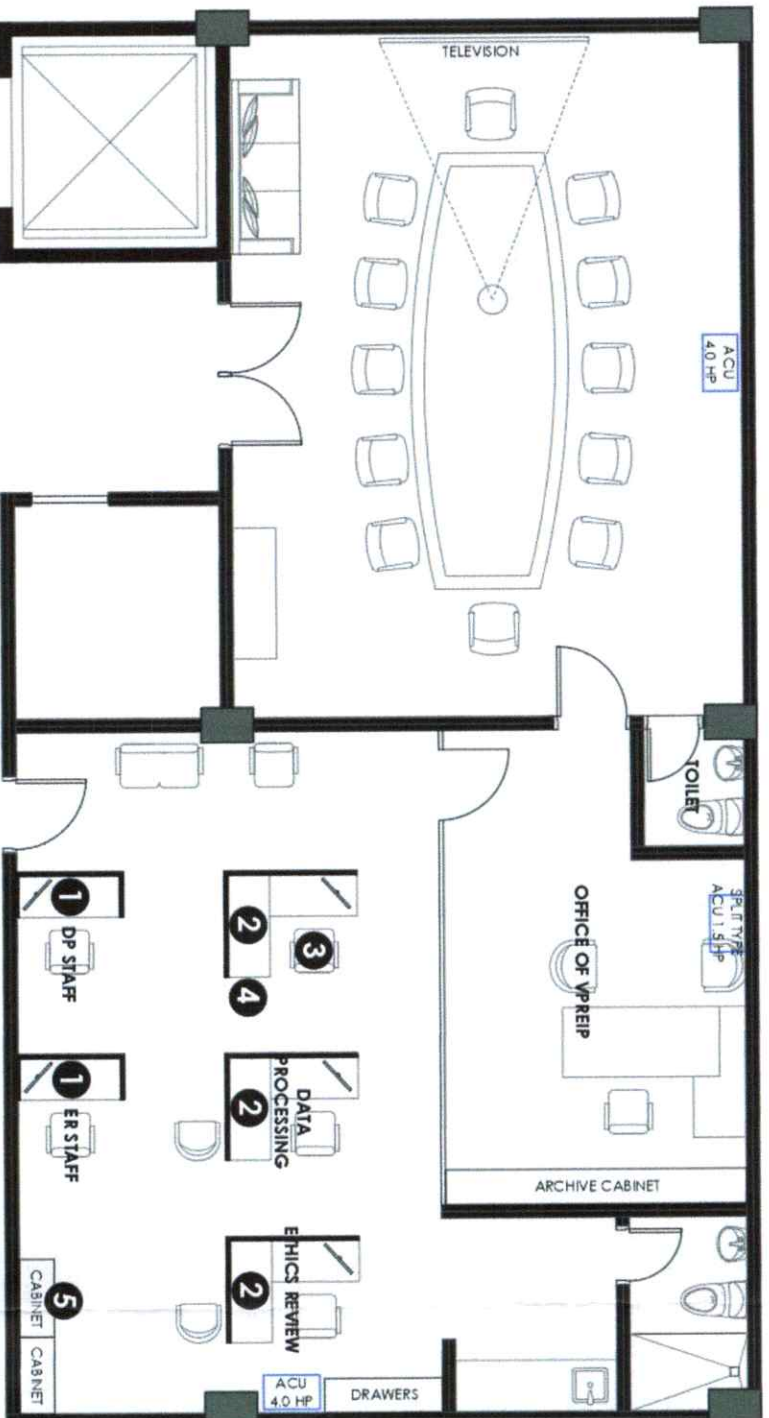 TELEVISION
ACU
4.0 HP
TOILET
SPLIT TYPE
ACU 1.5 HP
OFFICE OF VPREIP
1
DP STAFF
2
3
4
1
ER STAFF
2
DATA
PROCESSING
ARCHIVE CABINET
2
ETHICS REVIEW
5
CABINET
CABINET
ACU
4.0 HP
DRAWERS